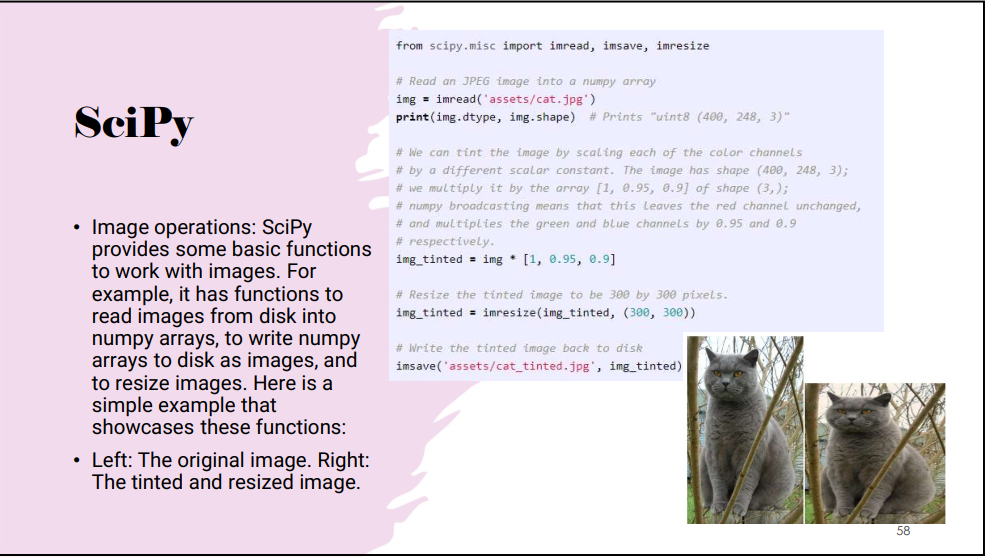 SciPy
• Image operations: SciPy
provides some basic functions
to work with images. For
example, it has functions to
read images from disk into
numpy arrays, to write numpy
arrays to disk as images, and
to resize images. Here is a
simple example that
showcases these functions:
• Left: The original image. Right:
The tinted and resized image.
from scipy.misc import imread, imsave, imresize
# Read an JPEG image into a numpy array
img = imread('assets/cat.jpg')
print(img.dtype, img.shape)  # Prints "uint8 (400, 248, 3)"
# We can tint the image by scaling each of the color channels
# by a different scalar constant. The image has shape (400, 248, 3);
# we multiply it by the array [1, 0.95, 0.9] of shape (3,);
# numpy broadcasting means that this leaves the red channel unchanged,
# and multiplies the green and blue channels by 0.95 and 0.9
# respectively.
img_tinted = img * [1, 0.95, 0.9]
# Resize the tinted image to be 300 by 300 pixels.
img_tinted = imresize(img_tinted, (300, 300))
# Write the tinted image back to disk
imsave('assets/cat_tinted.jpg', img_tinted)
58